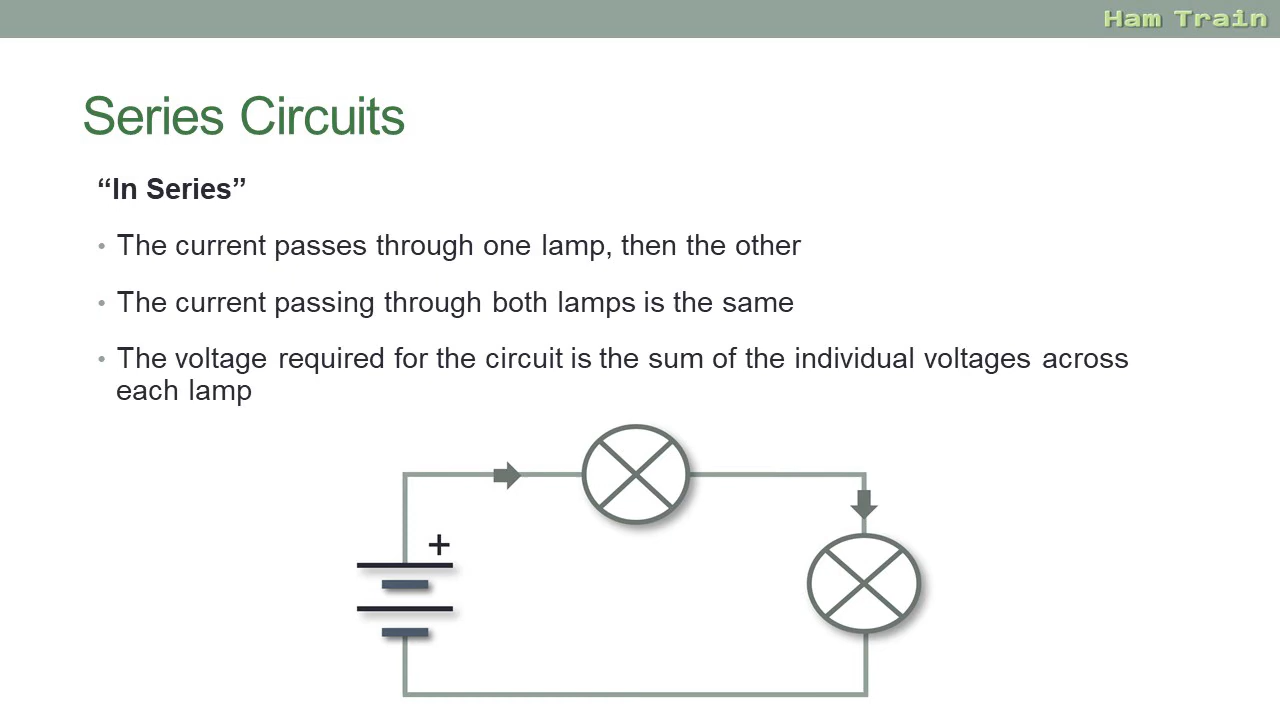 Ham Train
Series Circuits
“In Series”
• The current passes through one lamp, then the other
• The current passing through both lamps is the same
• The voltage required for the circuit is the sum of the individual voltages across
each lamp
+